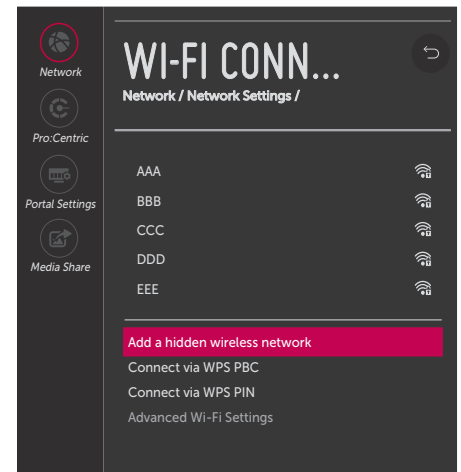 Network
Pro:Centric
Portal Settings
Media Share
WI-FI CONN...
Network / Network Settings /
AAA
BBB
CCC
DDD
EEE
Add a hidden wireless network
Connect via WPS PBC
Connect via WPS PIN
Advanced Wi-Fi Settings